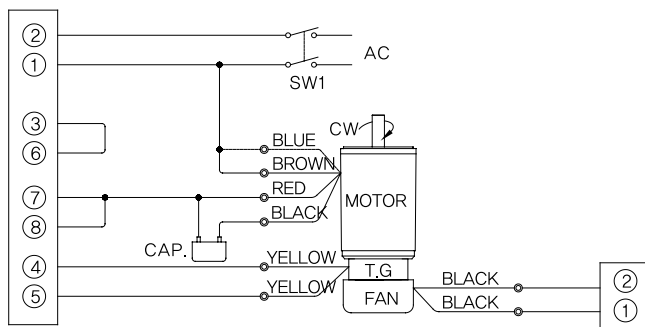 ②
①
AC
SW1
③
⑥
CW
BLUE
BROWN
⑦
RED
MOTOR
⑧
BLACK
CAP.
④
YELLOW
T.G
⑤
YELLOW
FAN
BLACK
②
BLACK
①